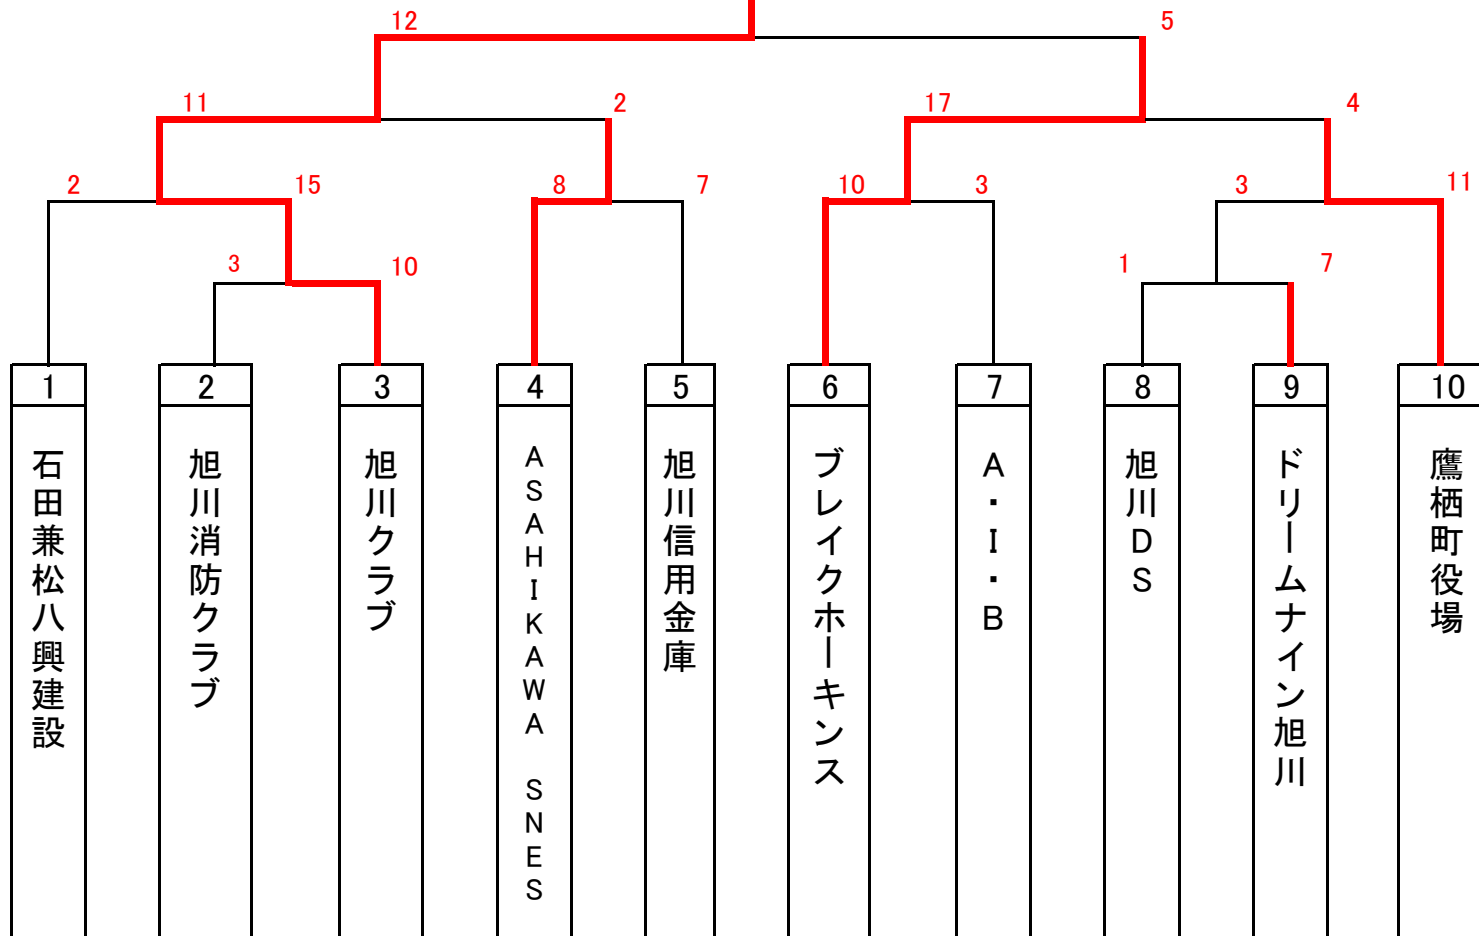 12 5
11 2 17 4
2 15 8 7 10 3 3 11
3 10 1 7
1 2 3 4 5 6 7 8 9 10
石田兼松八興建設
旭川消防クラブ
旭川クラブ
ASAHIKAWA SNES
旭川信用金庫
ブレイクホーキンス
A・I・B
旭川DS
ドリームナイン旭川
鷹栖町役場